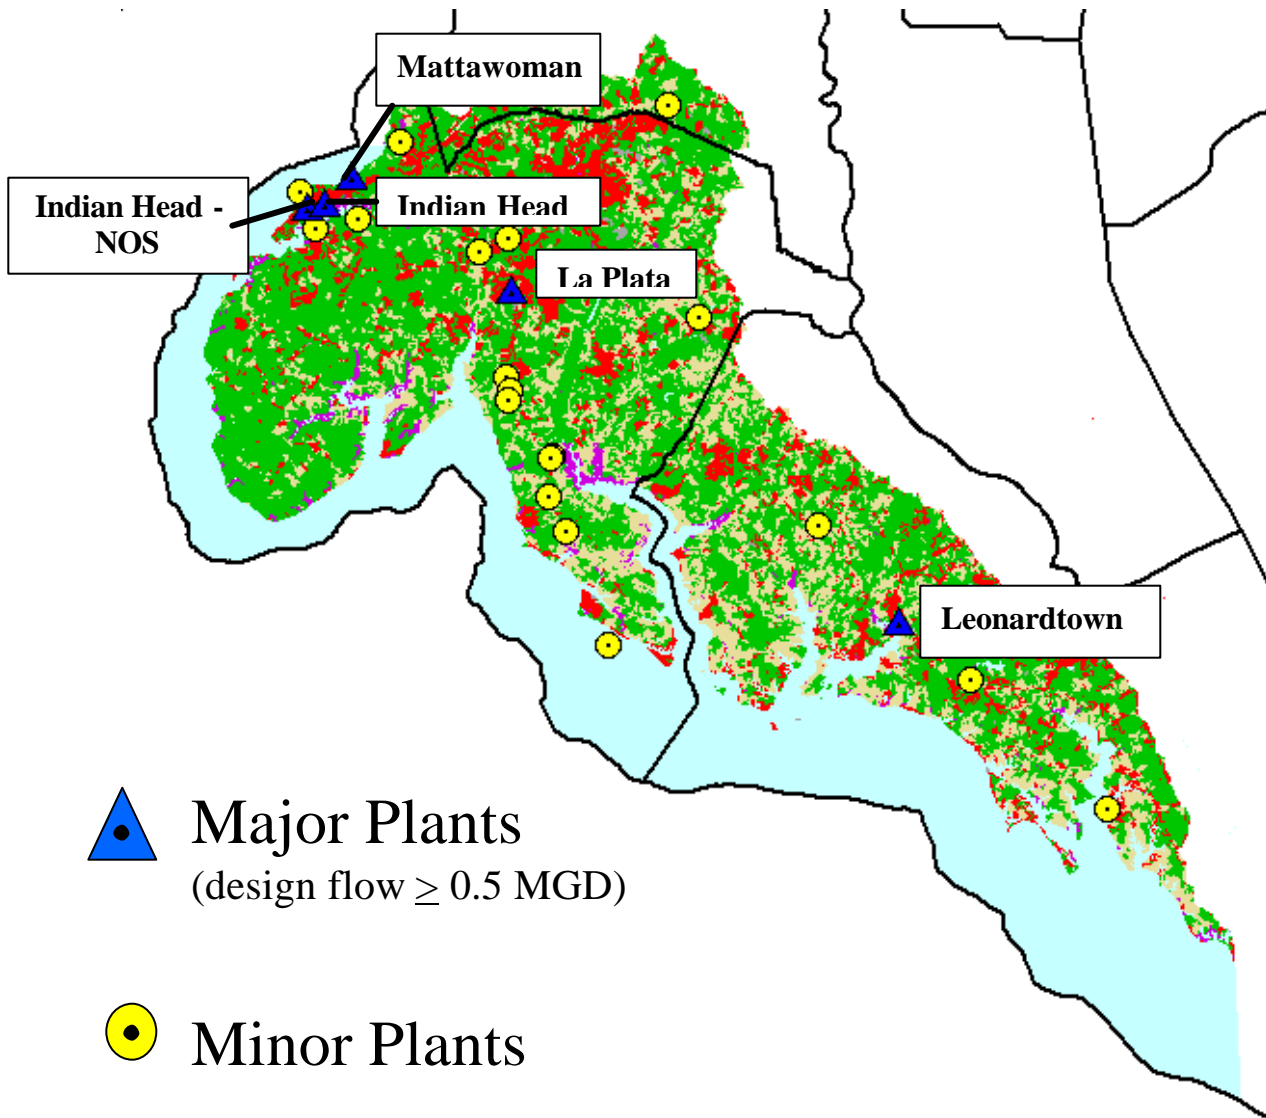 Mattawoman
Indian Head -
NOS
Indian Head
La Plata
Leonardtown
Major Plants
(design flow ≥ 0.5 MGD)
Minor Plants